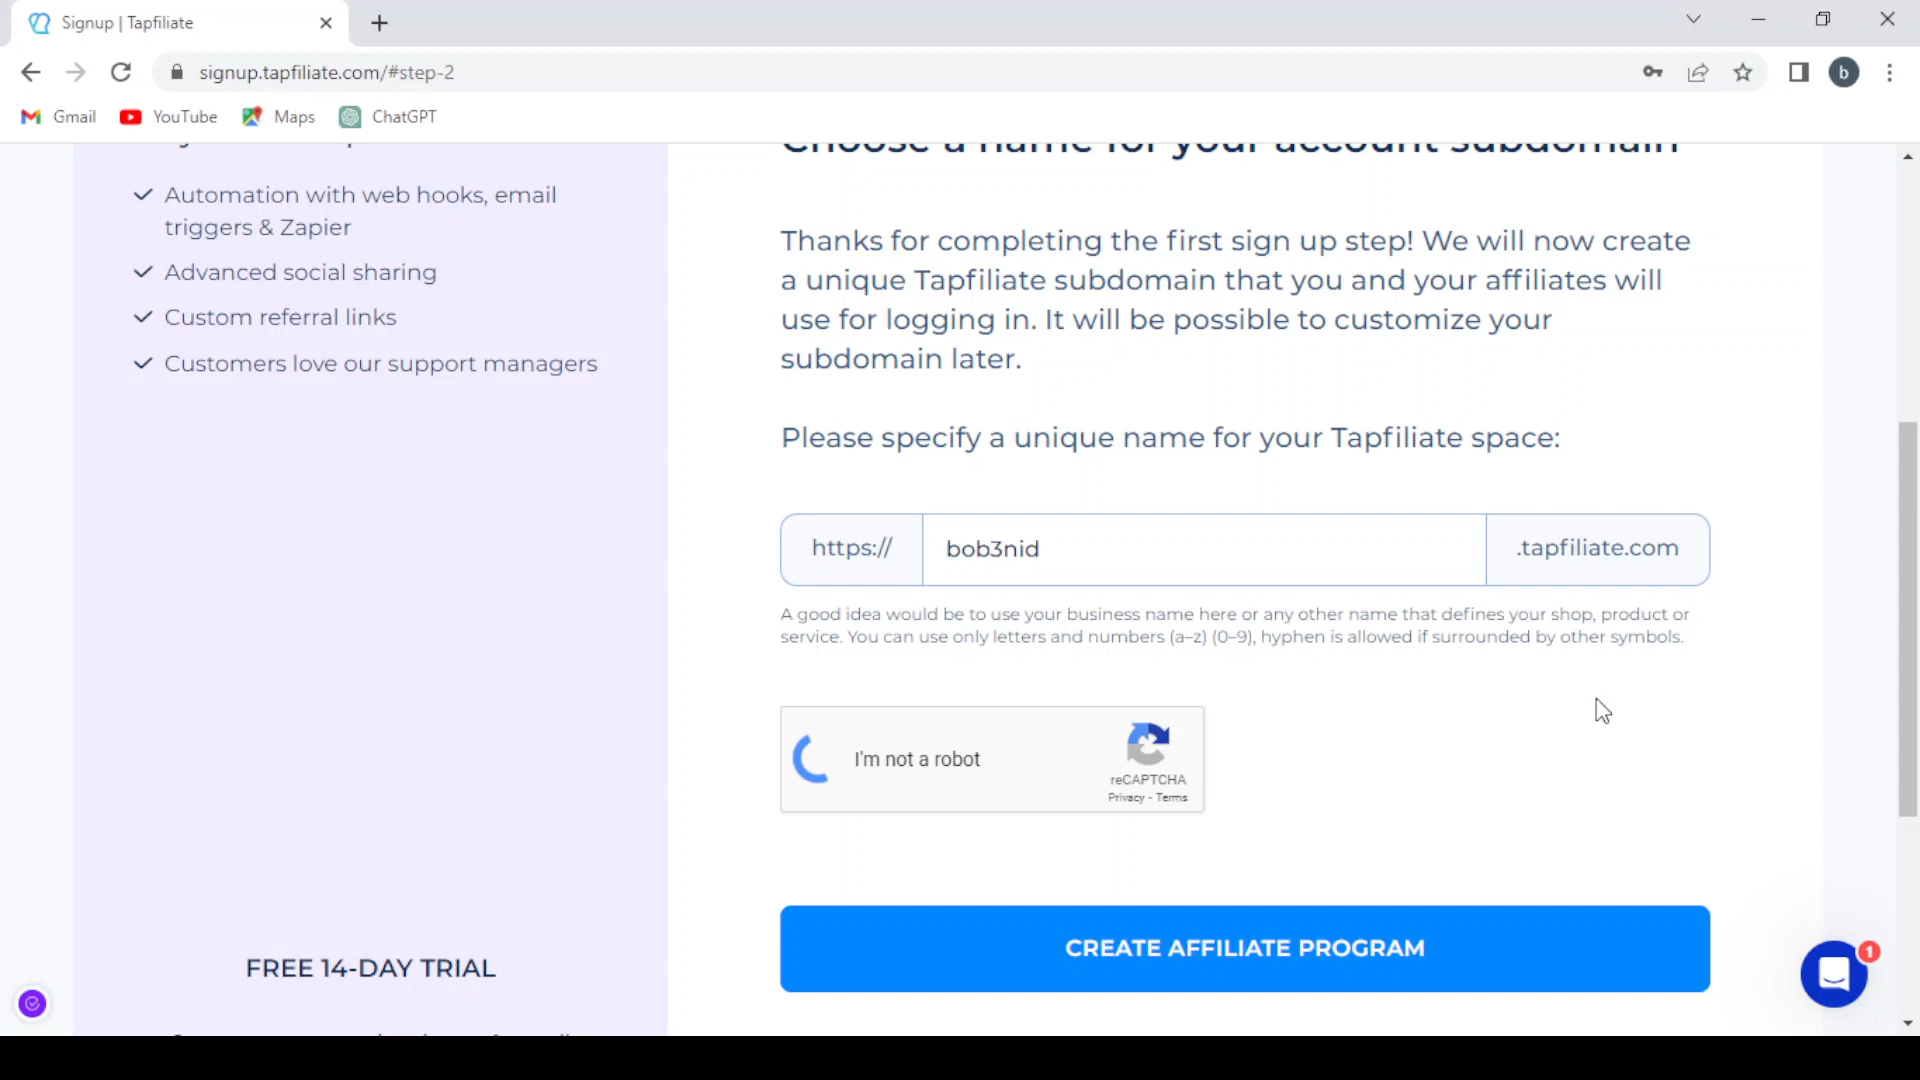 Signup | Tapfiliate
signup.tapfiliate.com/#step-2
b
Gmail
YouTube
Maps
ChatGPT
Automation with web hooks, email
triggers & Zapier
Advanced social sharing
Custom referral links
Customers love our support managers
FREE 14-DAY TRIAL
Choose a name for your account subdomain
Thanks for completing the first sign up step! We will now create
a unique Tapfiliate subdomain that you and your affiliates will
use for logging in. It will be possible to customize your
subdomain later.
Please specify a unique name for your Tapfiliate space:
https:// bob3nid .tapfiliate.com
A good idea would be to use your business name here or any other name that defines your shop, product or
service. You can use only letters and numbers (a–z) (0–9), hyphen is allowed if surrounded by other symbols.
I'm not a robot
reCAPTCHA
Privacy - Terms
CREATE AFFILIATE PROGRAM
1